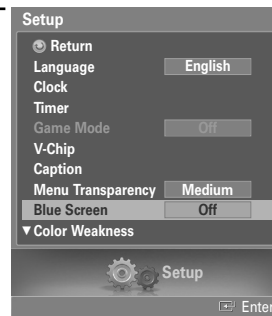 Setup
Return
Language English
Clock
Timer
Game Mode Off
V-Chip
Caption
Menu Transparency Medium
Blue Screen Off
▼ Color Weakness
Setup
Enter